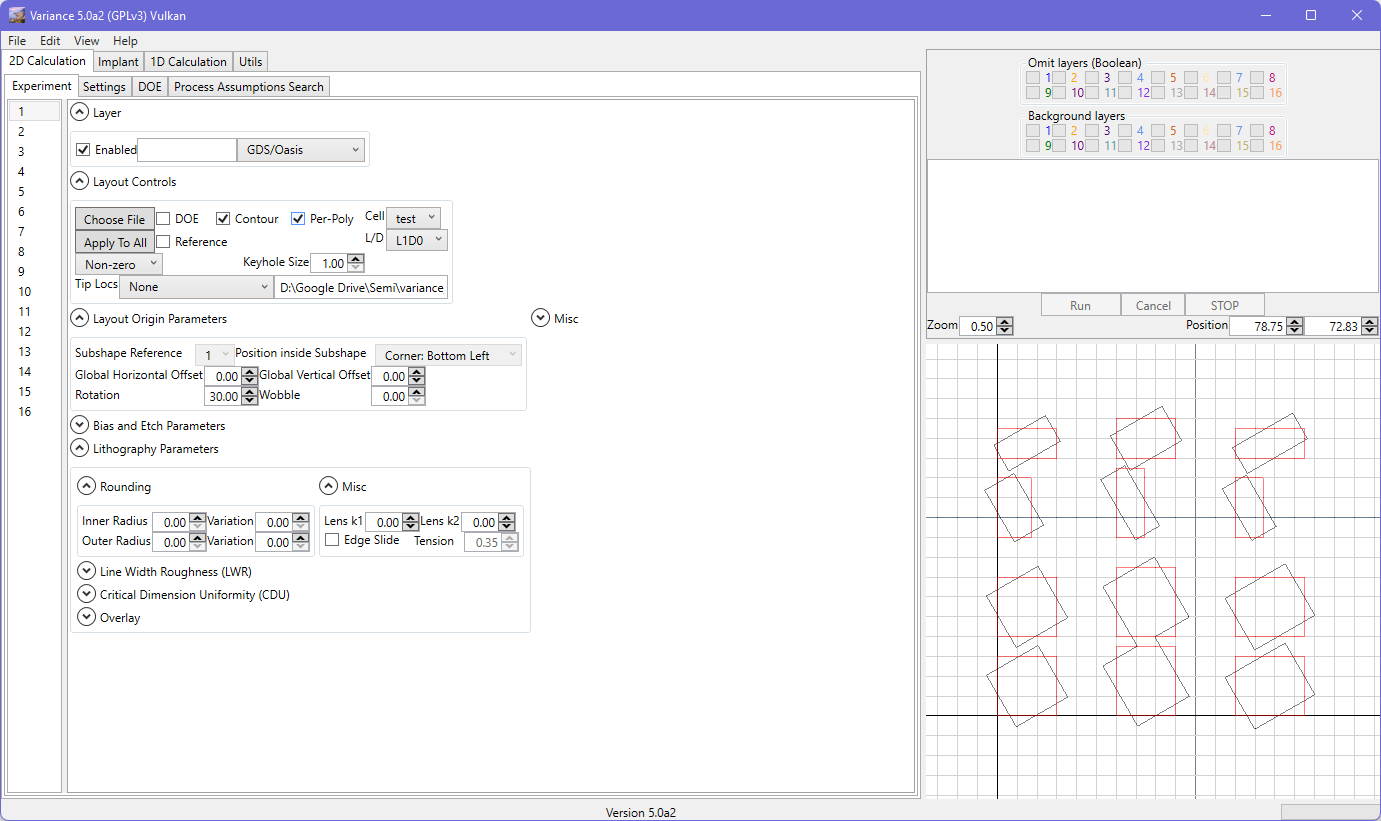 Variance 5.0a2 (GPLv3) Vulkan
File Edit View Help
2D Calculation Implant 1D Calculation Utils
Experiment Settings DOE Process Assumptions Search
1
2
3
4
5
6
7
8
9
10
11
12
13
14
15
16
Layer
Enabled GDS/Oasis
Layout Controls
Choose File DOE Contour Per-Poly Cell test
Apply To All Reference L/D L1D0
Non-zero Keyhole Size 1.00
Tip Locs None D:\Google Drive\Semi\variance
Layout Origin Parameters Misc
Subshape Reference 1 Position inside Subshape Corner: Bottom Left
Global Horizontal Offset 0.00 Global Vertical Offset 0.00
Rotation 30.00 Wobble 0.00
Bias and Etch Parameters
Lithography Parameters
Rounding Misc
Inner Radius 0.00 Variation 0.00 Lens k1 0.00 Lens k2 0.00
Outer Radius 0.00 Variation 0.00 Edge Slide Tension 0.35
Line Width Roughness (LWR)
Critical Dimension Uniformity (CDU)
Overlay
Omit layers (Boolean)
1 2 3 4 5 6 7 8
9 10 11 12 13 14 15 16
Background layers
1 2 3 4 5 6 7 8
9 10 11 12 13 14 15 16
Run Cancel STOP
Zoom 0.50 Position 78.75 72.83
Version 5.0a2